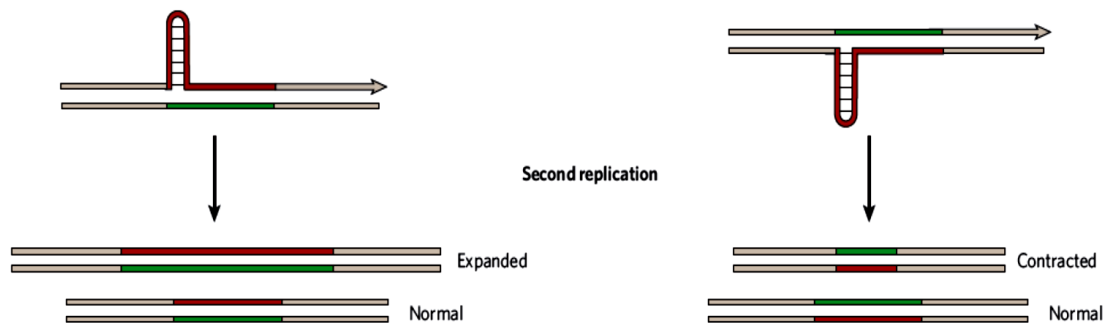 Second replication
Expanded
Contracted
Normal
Normal